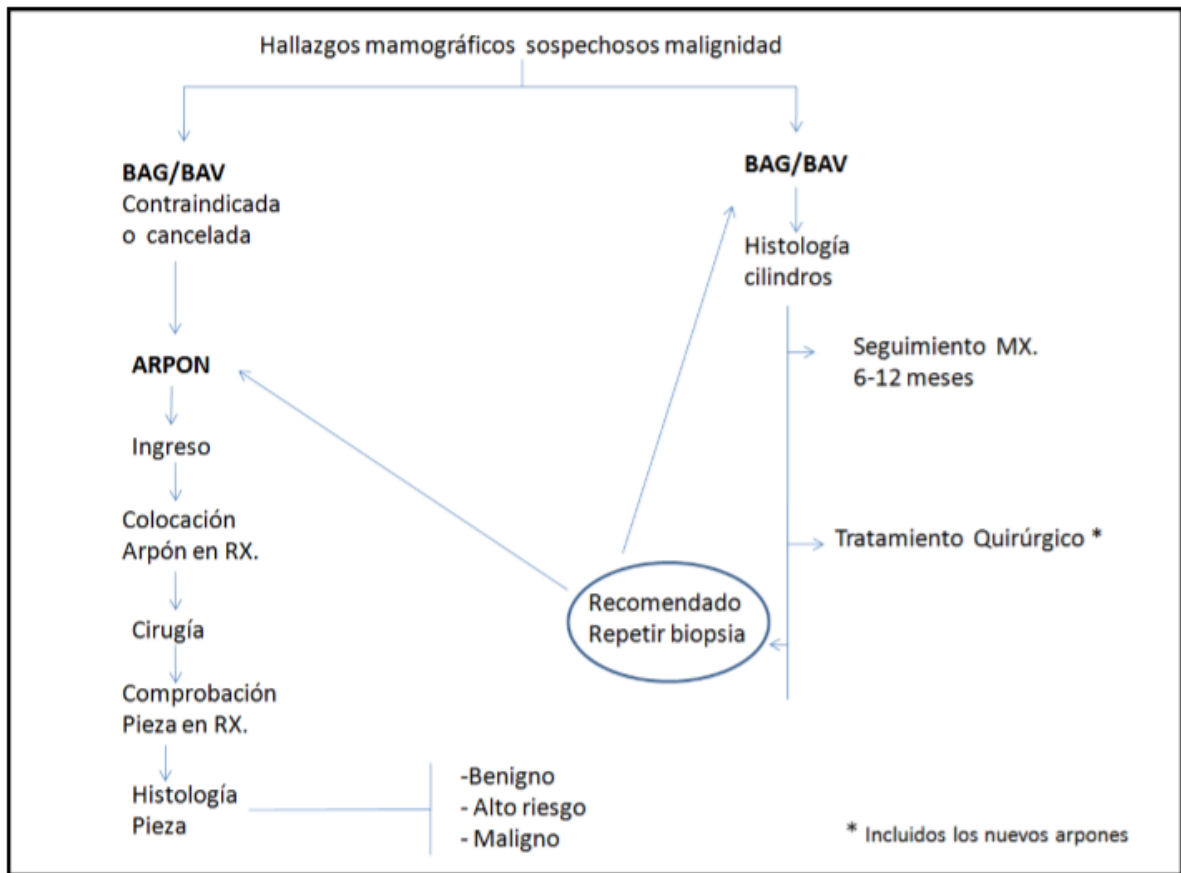 Hallazgos mamográficos sospechosos malignidad
BAG/BAV
Contraindicada
o cancelada
ARPON
Ingreso
Colocación
Arpón en RX.
Cirugía
Comprobación
Pieza en RX.
Histología
Pieza
-Benigno
- Alto riesgo
- Maligno
BAG/BAV
Histología
cilindros
Seguimiento MX.
6-12 meses
Tratamiento Quirúrgico *
Recomendado
Repetir biopsia
* Incluidos los nuevos arpones